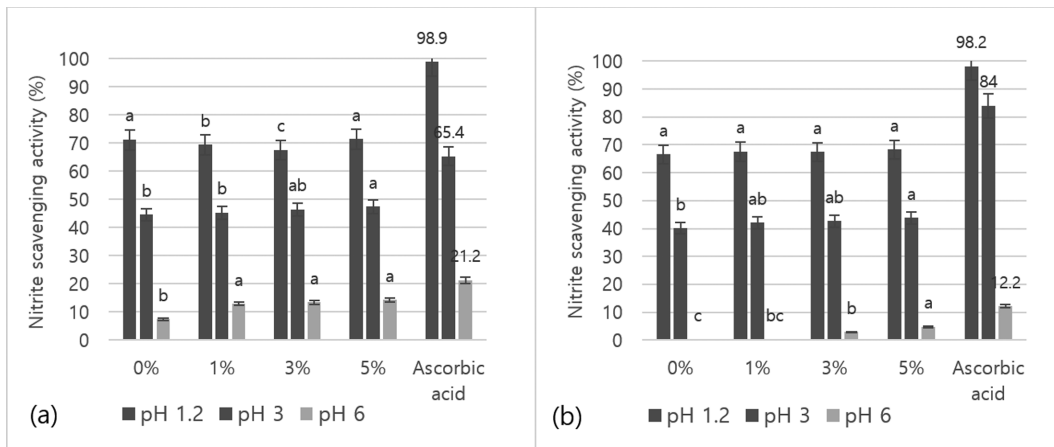 98.9
100
90
80
70
60
50
40
30
20
10
0
Nitrite scavenging activity (%)
a b c a 65.4
b b ab a
b a a a 21.2
0% 1% 3% 5% Ascorbic
acid
(a) ■ pH 1.2 ■ pH 3 ■ pH 6
98.2
100
90
80
70
60
50
40
30
20
10
0
Nitrite scavenging activity (%)
a a a a 84
b ab ab a
c bc b a 12.2
0% 1% 3% 5% Ascorbic
acid
(b) ■ pH 1.2 ■ pH 3 ■ pH 6